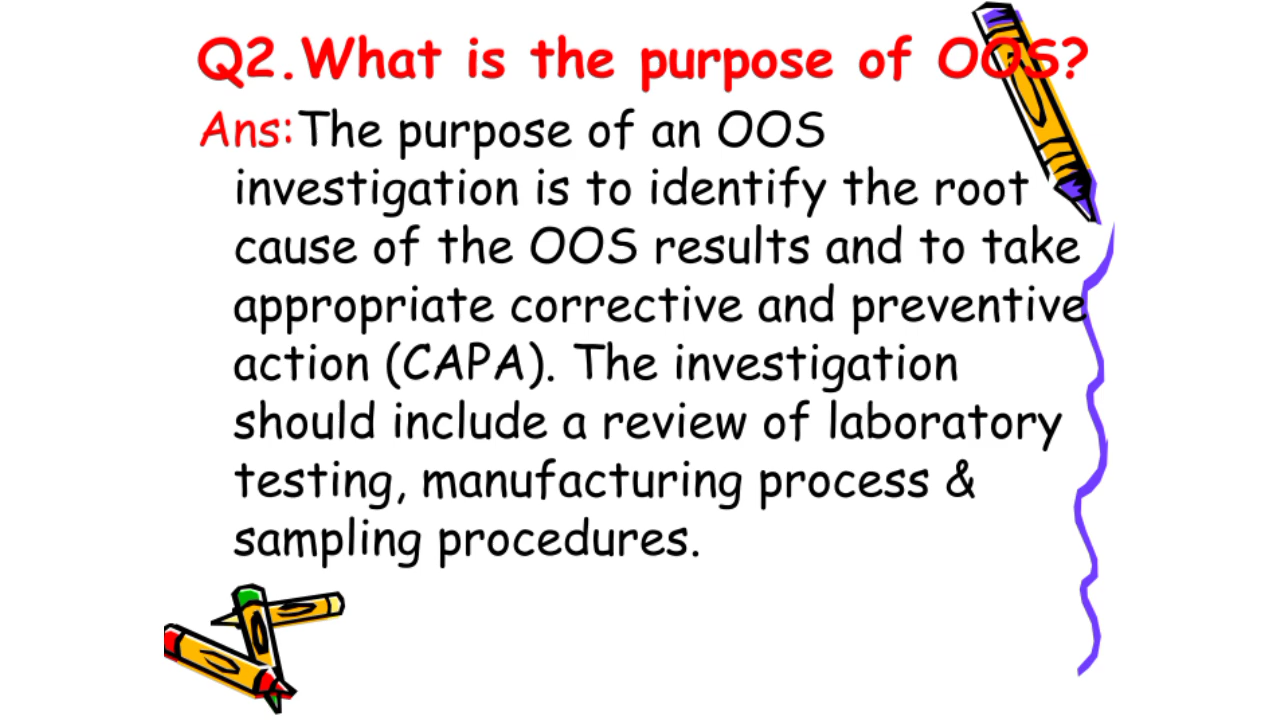 Q2.What is the purpose of OOS?
Ans:The purpose of an OOS
investigation is to identify the root
cause of the OOS results and to take
appropriate corrective and preventive
action (CAPA). The investigation
should include a review of laboratory
testing, manufacturing process &
sampling procedures.